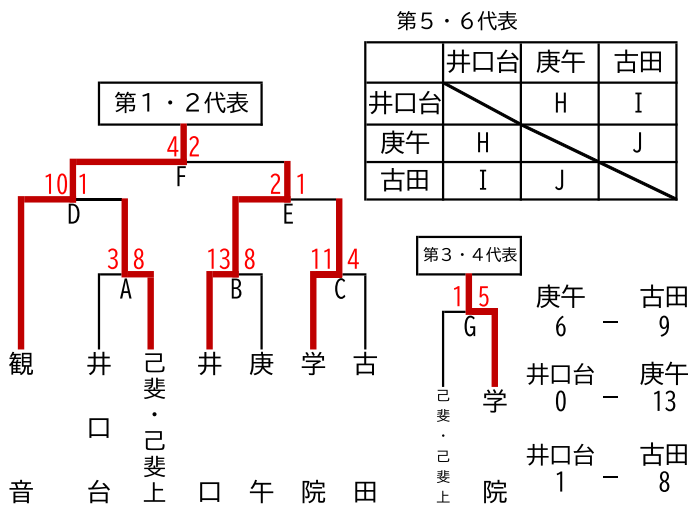 第５・６代表
井口台 庚午 古田
井口台 H I
庚午 H J
古田 I J
第１・２代表
4 2
F
10 1
D
2 1
E
3 8
A
13 8
B
11 4
C
観音
井口台
己斐・己斐上
井口
庚午
学院
古田
第３・４代表
1 5
G
己斐・己斐上
学院
庚午 － 古田
6 9
井口台 － 庚午
0 13
井口台 － 古田
1 8